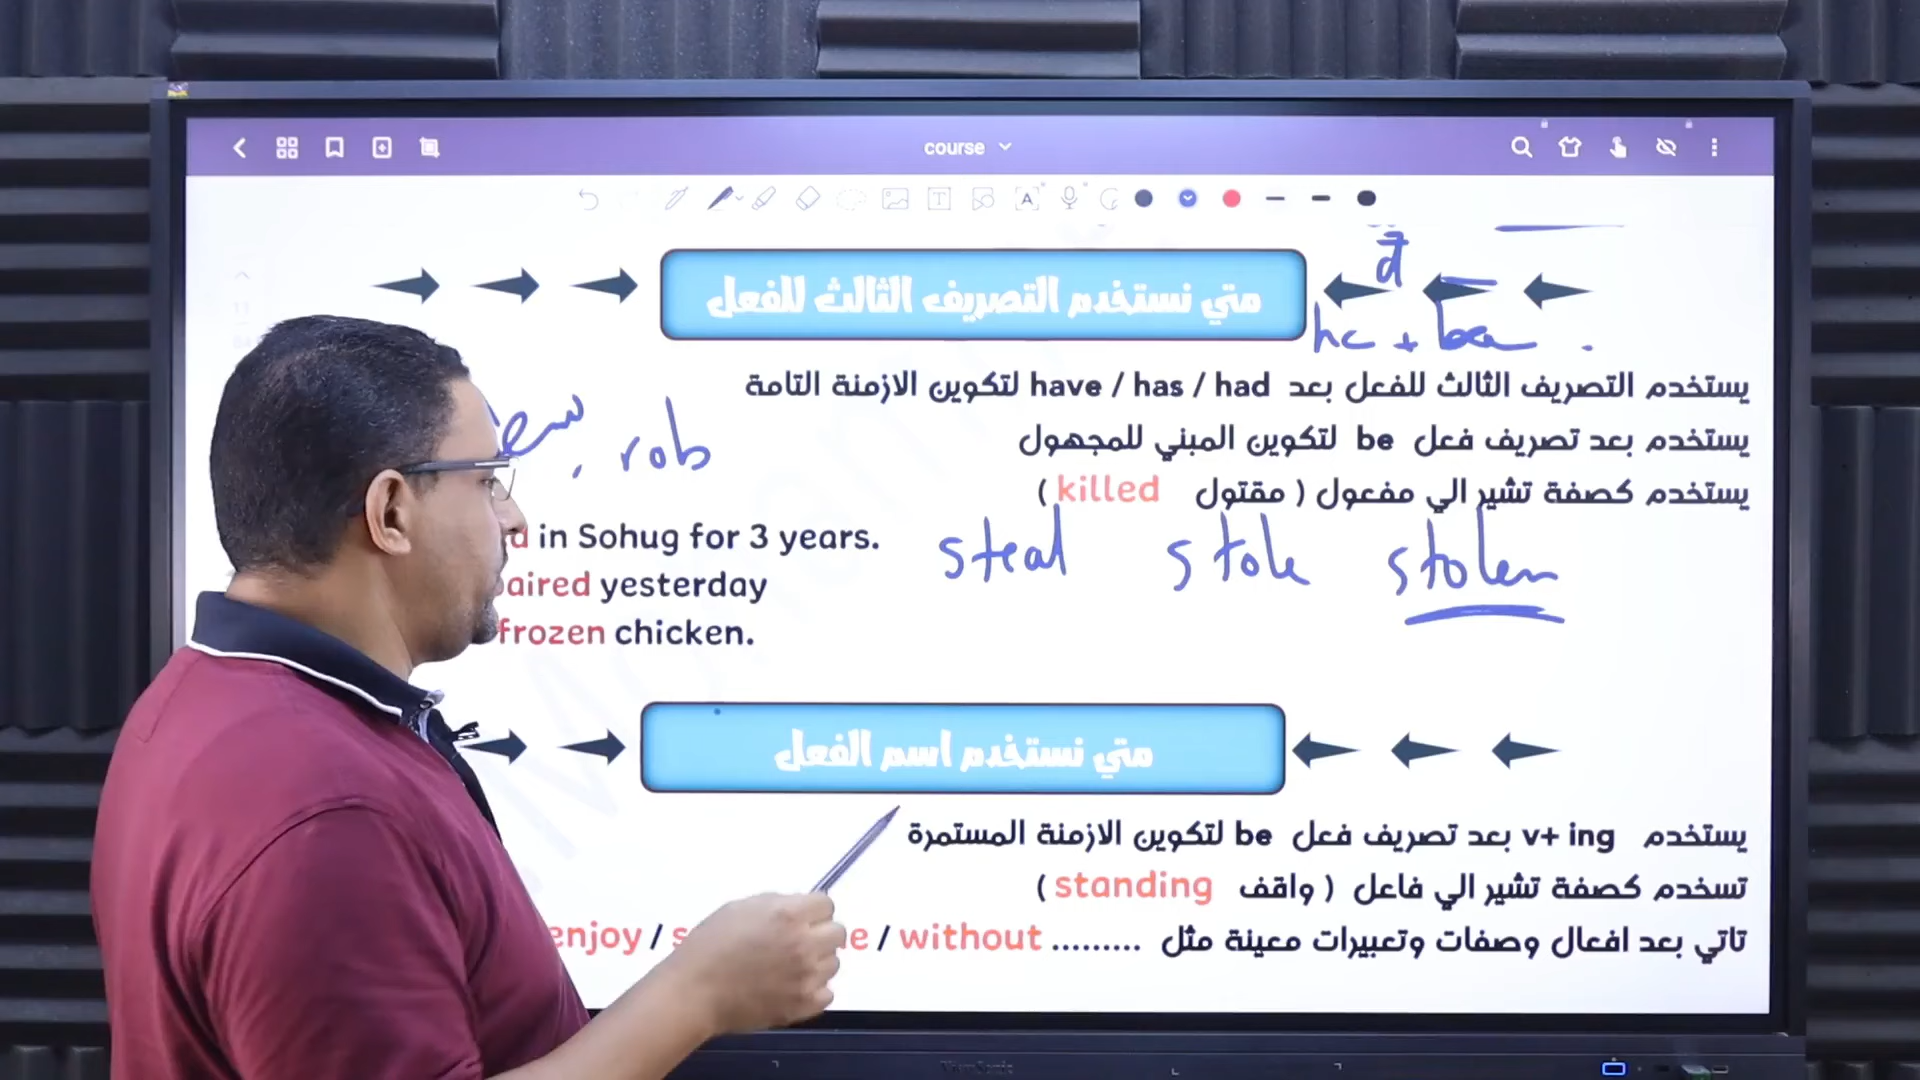 course
متي نستخدم التصريف الثالث للفعل
يستخدم التصريف الثالث للفعل بعد have / has / had لتكوين الازمنة التامة
يستخدم بعد تصريف فعل be لتكوين المبني للمجهول
rob
يستخدم كصفة تشير الي مفعول ( مقتول killed )
in Sohug for 3 years.
steal stole stolen
aired yesterday
frozen chicken.
متي نستخدم اسم الفعل
يستخدم v+ ing بعد تصريف فعل be لتكوين الازمنة المستمرة
تسخدم كصفة تشير الي فاعل ( واقف standing )
تاتي بعد افعال وصفات وتعبيرات معينة مثل enjoy / / without .........